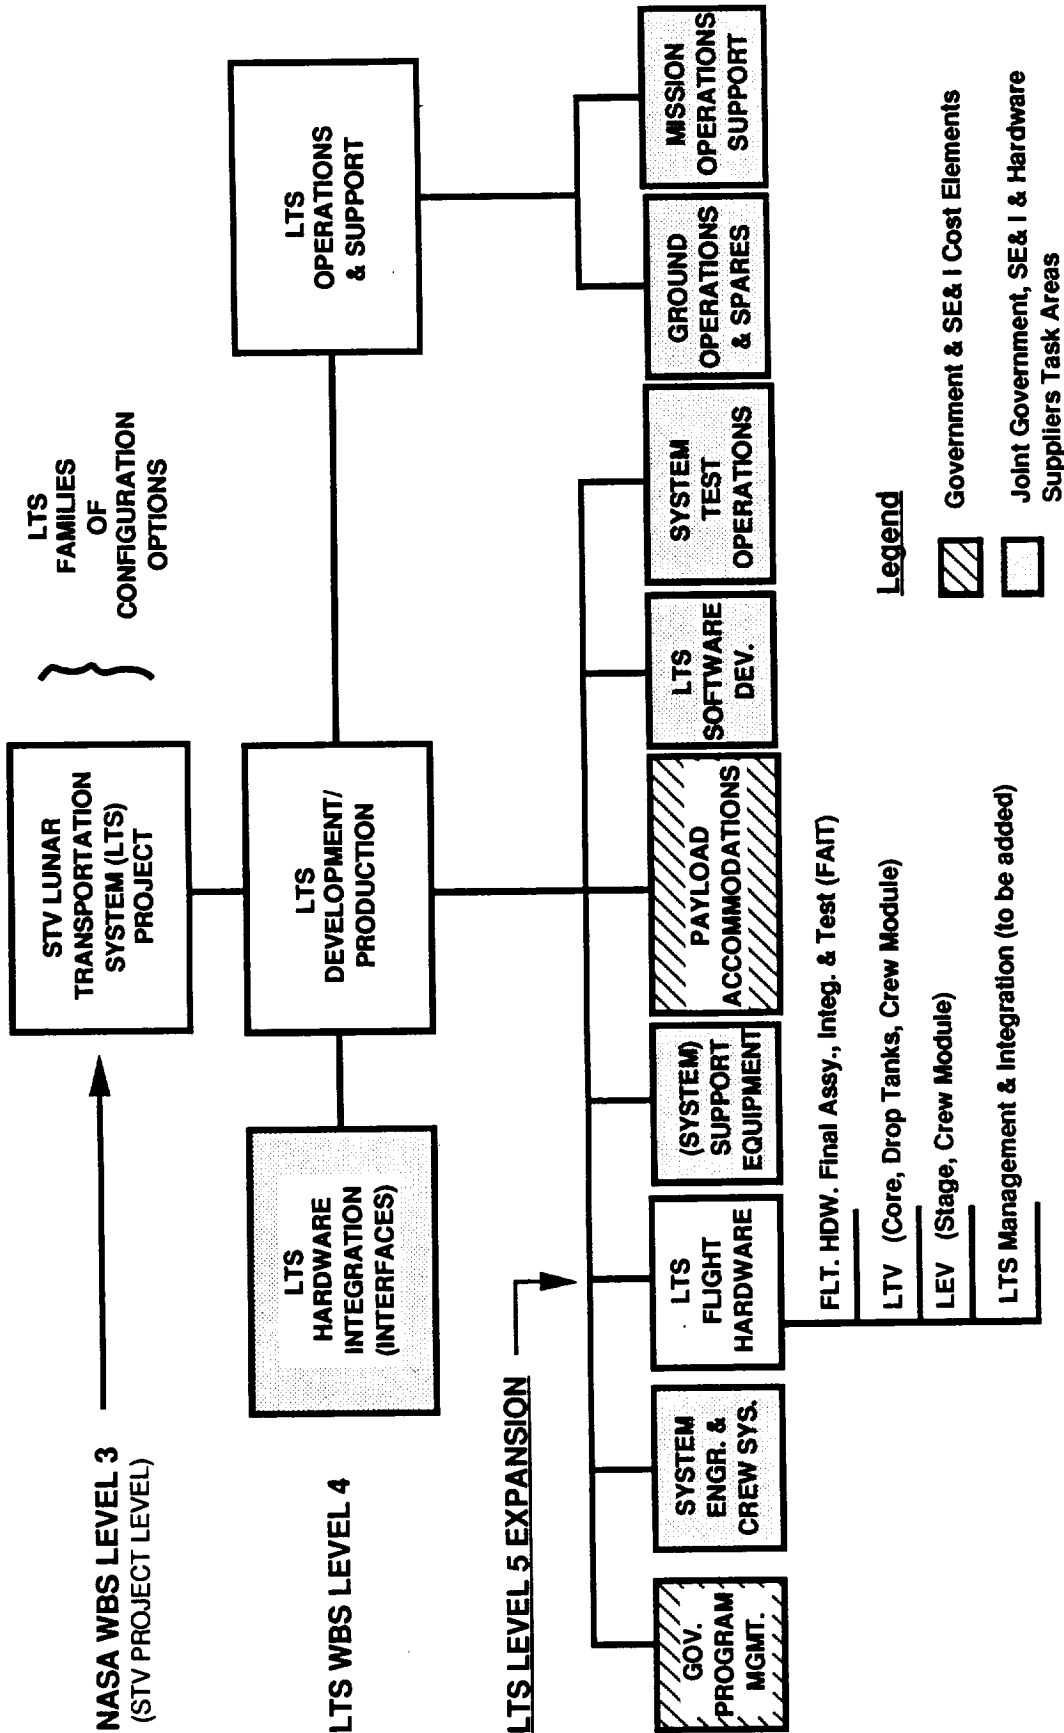 NASA WBS LEVEL 3
(STV PROJECT LEVEL)
STV LUNAR
TRANSPORTATION
SYSTEM (LTS)
PROJECT
LTS
FAMILIES
OF
CONFIGURATION
OPTIONS
LTS WBS LEVEL 4
LTS
HARDWARE
INTEGRATION
(INTERFACES)
LTS
DEVELOPMENT/
PRODUCTION
LTS
OPERATIONS
& SUPPORT
LTS LEVEL 5 EXPANSION
GOV.
PROGRAM
MGMT.
SYSTEM
ENGR. &
CREW SYS.
LTS
FLIGHT
HARDWARE
(SYSTEM)
SUPPORT
EQUIPMENT
PAYLOAD
ACCOMMODATIONS
LTS
SOFTWARE
DEV.
SYSTEM
TEST
OPERATIONS
GROUND
OPERATIONS
& SPARES
MISSION
OPERATIONS
SUPPORT
FLT. HDW. Final Assy., Integ. & Test (FAIT)
LTV (Core, Drop Tanks, Crew Module)
LEV (Stage, Crew Module)
LTS Management & Integration (to be added)
Legend
Government & SE& I Cost Elements
Joint Government, SE& I & Hardware
Suppliers Task Areas